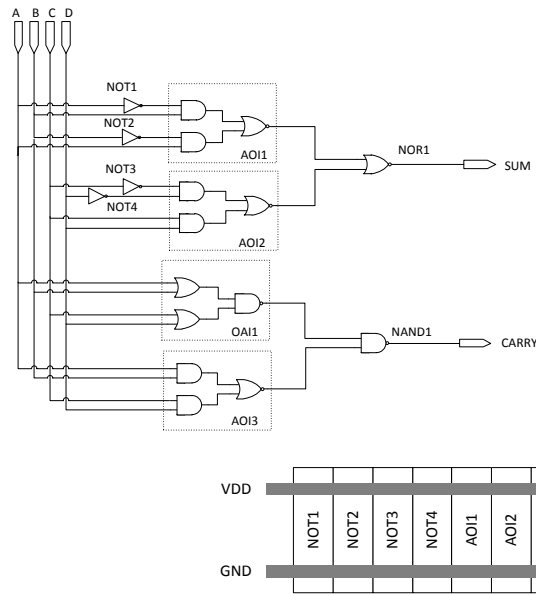 A B C D
NOT1
NOT2
AOI1
NOT3
NOT4
AOI2
NOR1
SUM
OAI1
NAND1
CARRY
AOI3
VDD
NOT1 NOT2 NOT3 NOT4 AOI1 AOI2
GND